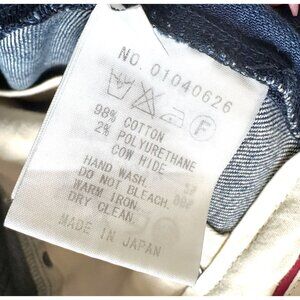 NO. 01040626
F
98% COTTON
2% POLYURETHANE
COW HIDE
HAND WASH
DO NOT BLEACH.
WARM IRON
DRY CLEAN
MADE IN JAPAN